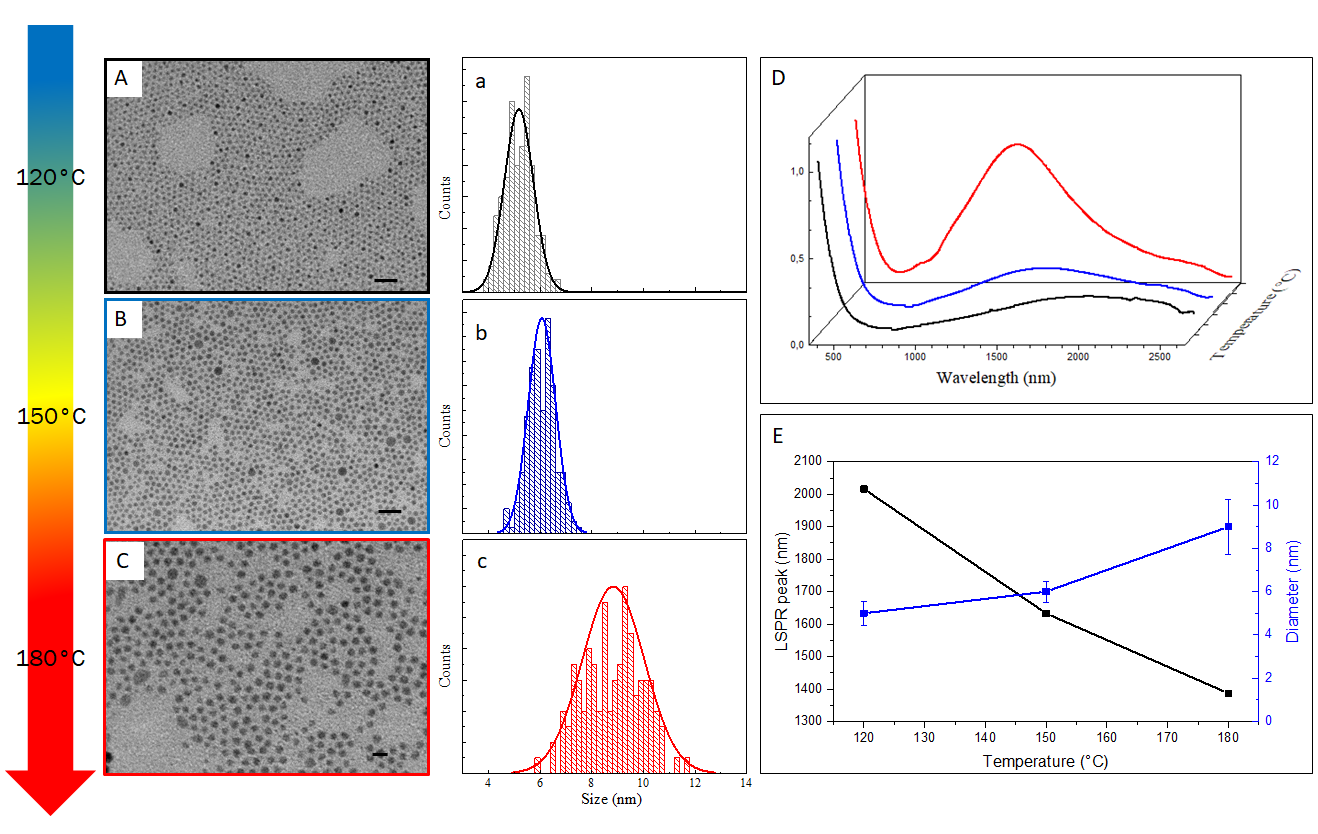 120°C
150°C
180°C
A
B
C
a
Counts
b
Counts
c
Counts
4 6 8 10 12 14
Size (nm)
D
1,0
0,5
0,0
500 1000 1500 2000 2500
Wavelength (nm)
Temperature (°C)
E
2100
2000
1900
1800
1700
1600
1500
1400
1300
LSPR peak (nm)
12
10
8
6
4
2
0
Diameter (nm)
120 130 140 150 160 170 180
Temperature (°C)